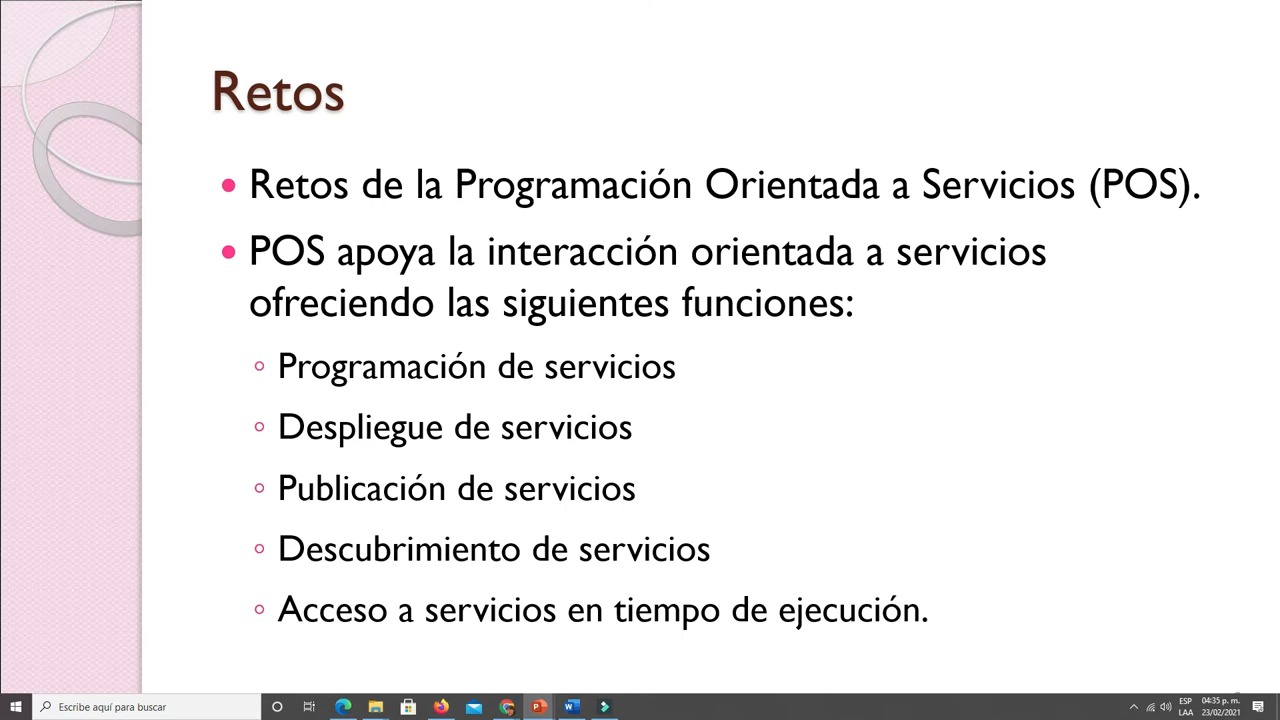 Retos
• Retos de la Programación Orientada a Servicios (POS).
• POS apoya la interacción orientada a servicios
ofreciendo las siguientes funciones:
◦ Programación de servicios
◦ Despliegue de servicios
◦ Publicación de servicios
◦ Descubrimiento de servicios
◦ Acceso a servicios en tiempo de ejecución.
Escribe aquí para buscar
ESP
LAA
04:35 p. m.
23/02/2021